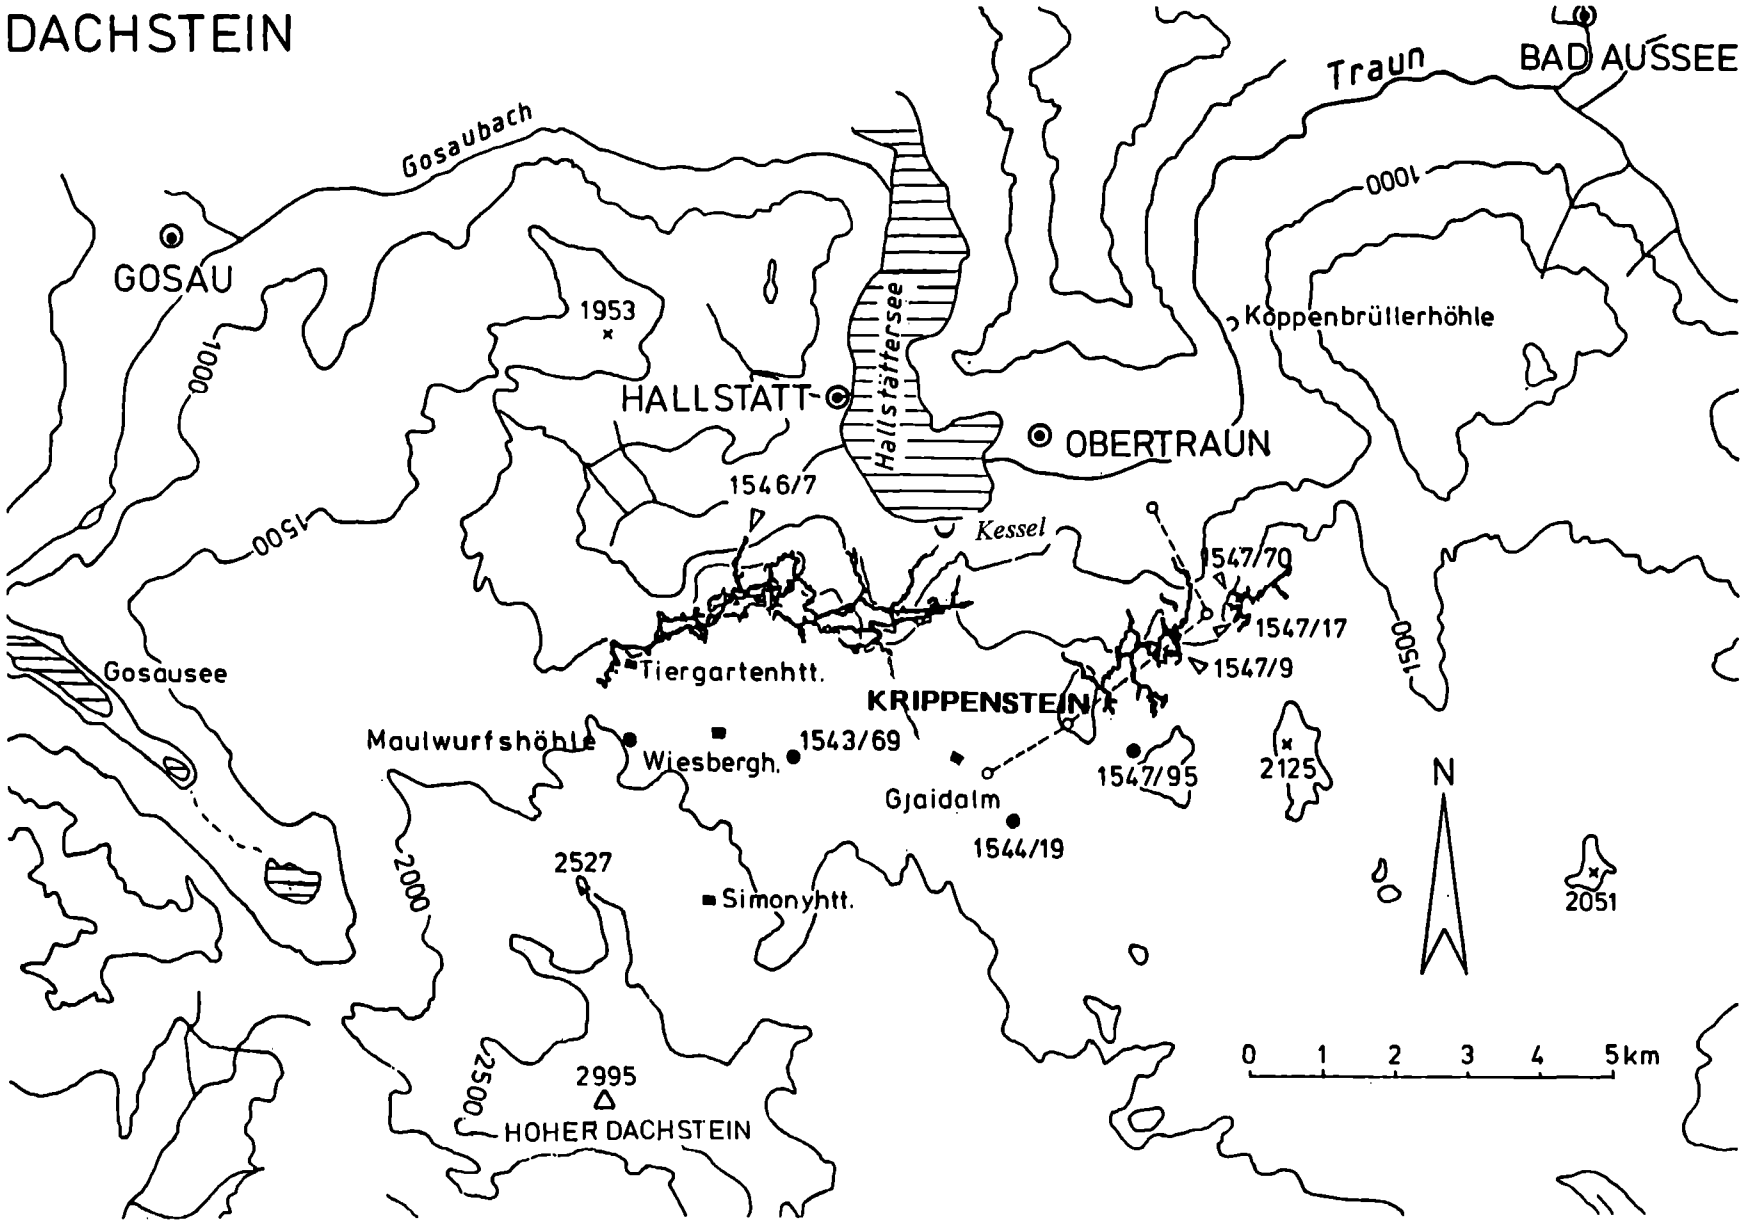 DACHSTEIN
BAD AUSSEE
Traun
Gosaubach
1000
GOSAU
1953
Koppenbrüllerhöhle
1000
Hallstättersee
HALLSTATT
OBERTRAUN
1546/7
1500
Kessel
1547/70
1547/17
1547/9
1500
Gosausee
Tiergartenhtt.
KRIPPENSTEIN
Maulwurfshöhle
Wiesbergh.
1543/69
1547/95
2125
N
Gjaidalm
1544/19
2000
2527
Simonyhtt.
2051
0 1 2 3 4 5km
2500
2995
HOHER DACHSTEIN